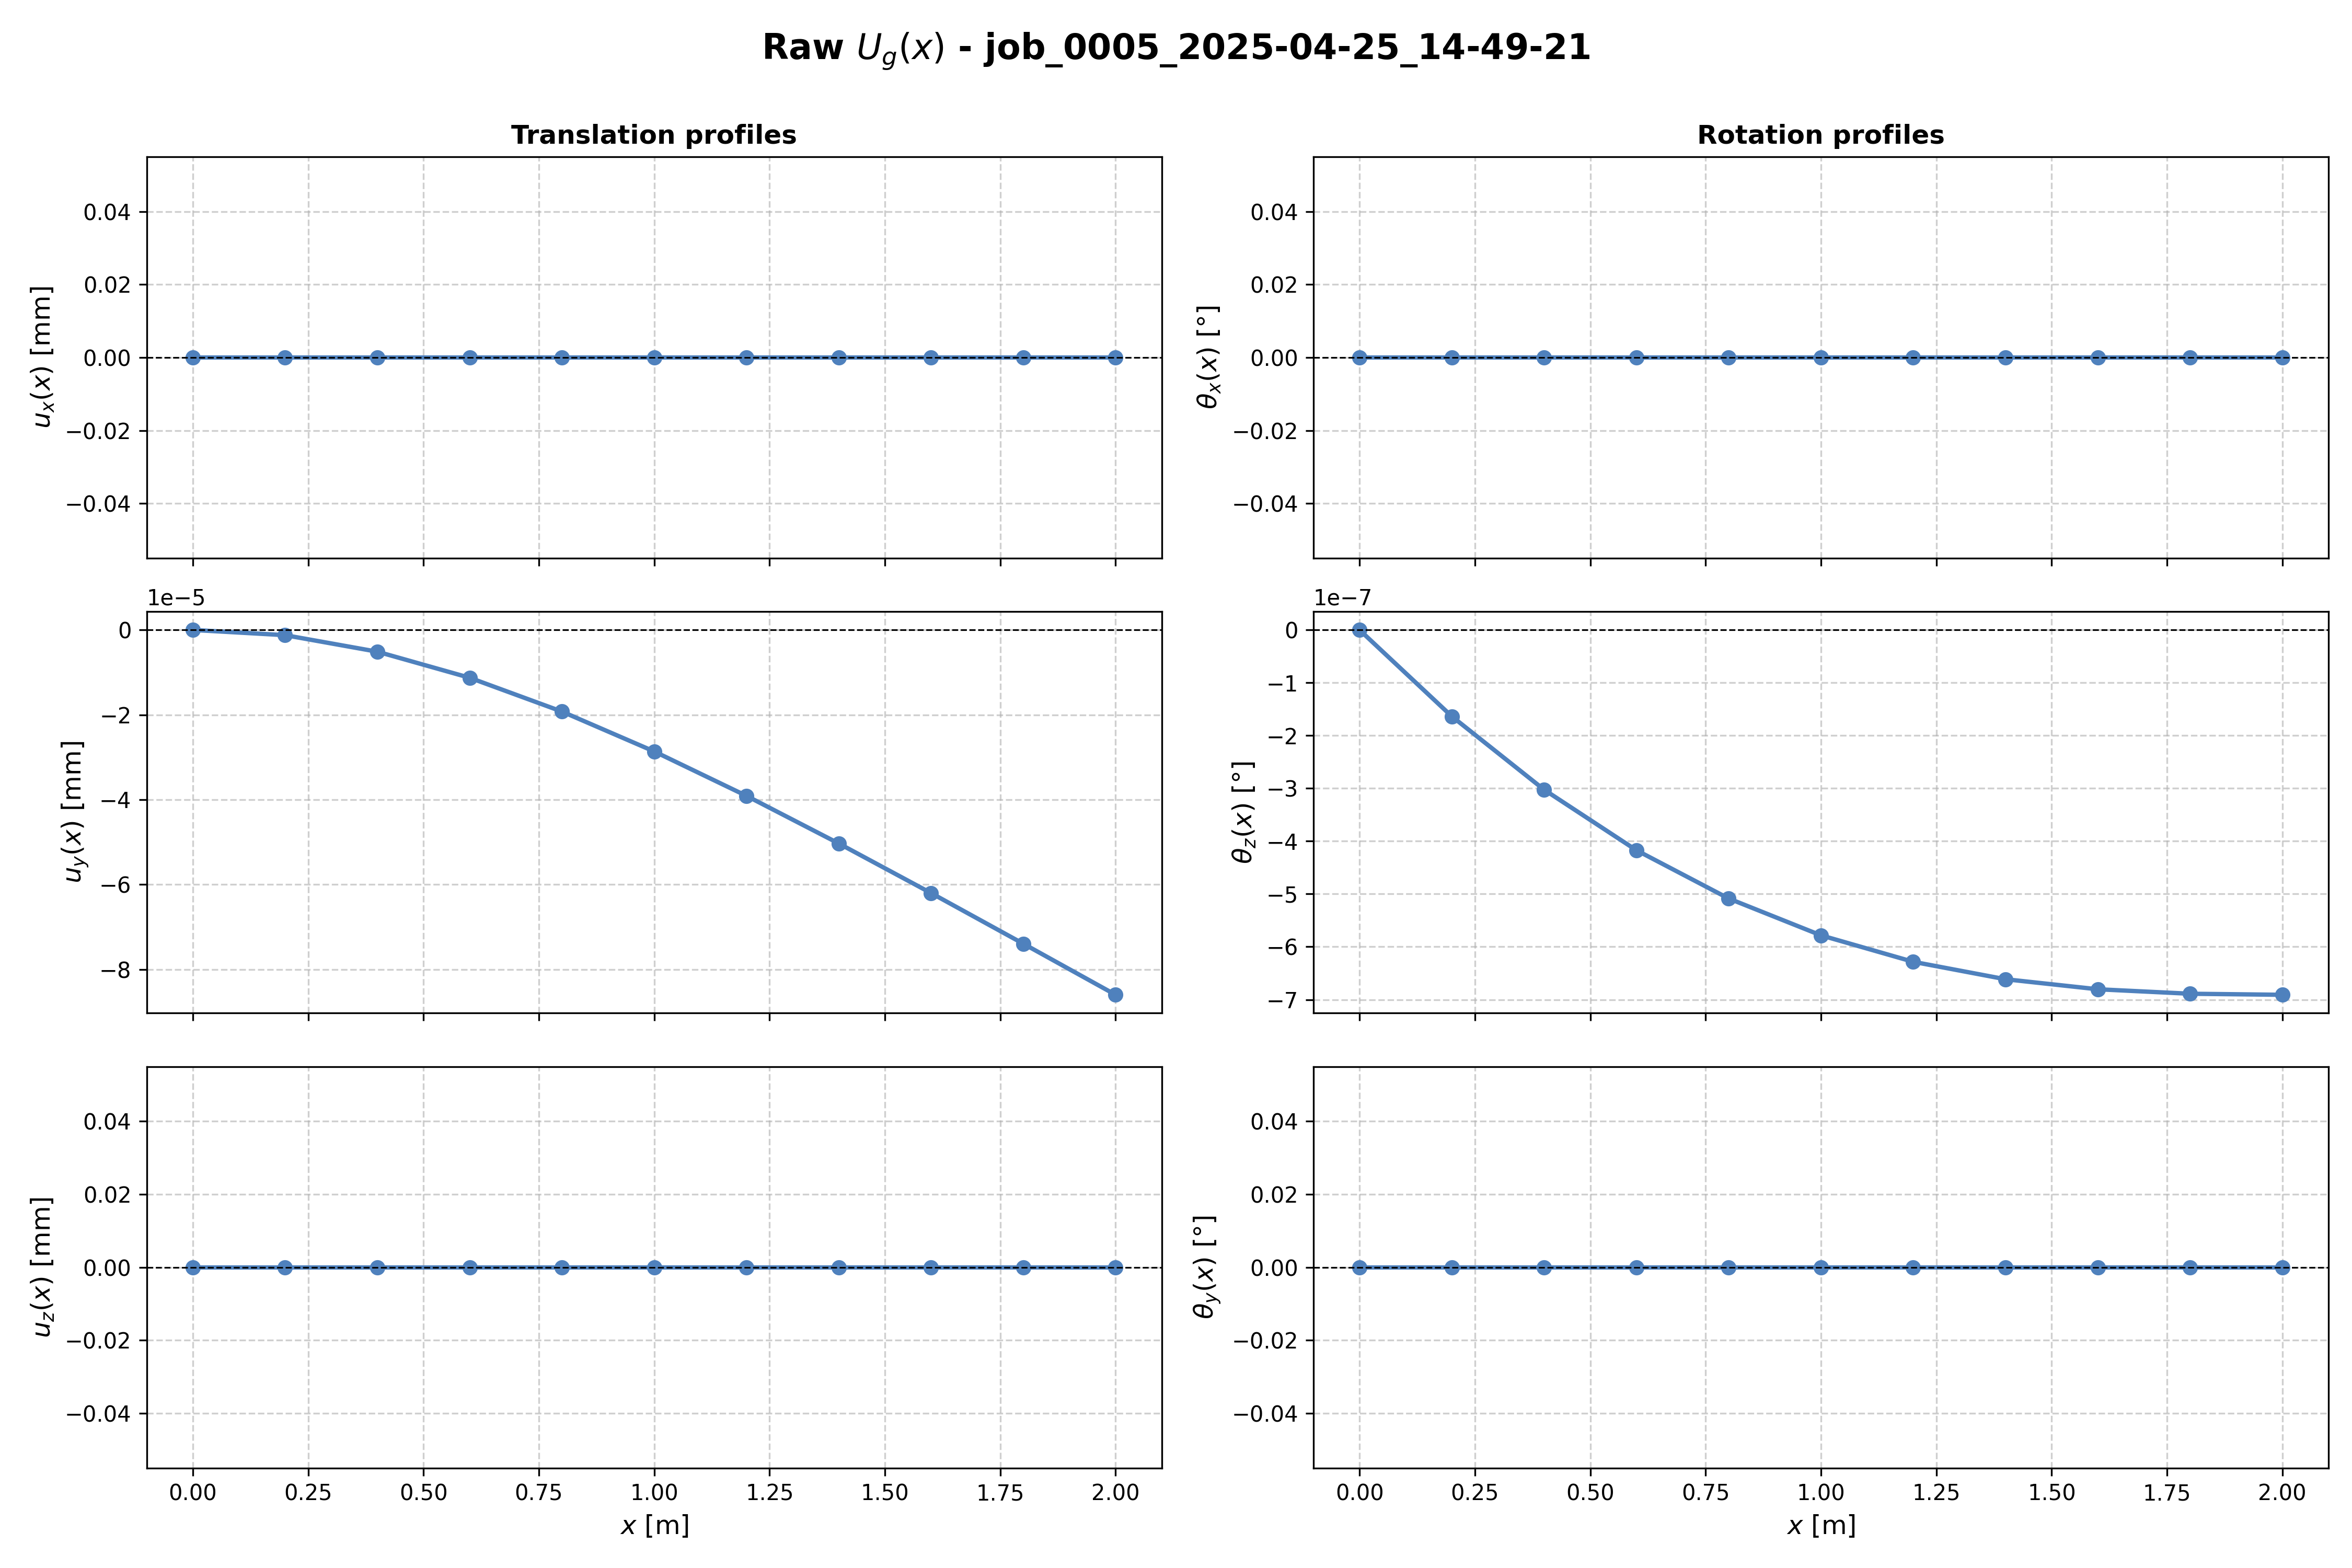 Raw U_g(x) - job_0005_2025-04-25_14-49-21
Translation profiles
Rotation profiles
0.04
0.02
0.00
−0.02
−0.04
u_x(x) [mm]
0.04
0.02
0.00
−0.02
−0.04
θ_x(x) [°]
1e−5
0
−2
−4
−6
−8
u_y(x) [mm]
1e−7
0
−1
−2
−3
−4
−5
−6
−7
θ_z(x) [°]
0.04
0.02
0.00
−0.02
−0.04
u_z(x) [mm]
0.00 0.25 0.50 0.75 1.00 1.25 1.50 1.75 2.00
x [m]
0.04
0.02
0.00
−0.02
−0.04
θ_y(x) [°]
0.00 0.25 0.50 0.75 1.00 1.25 1.50 1.75 2.00
x [m]